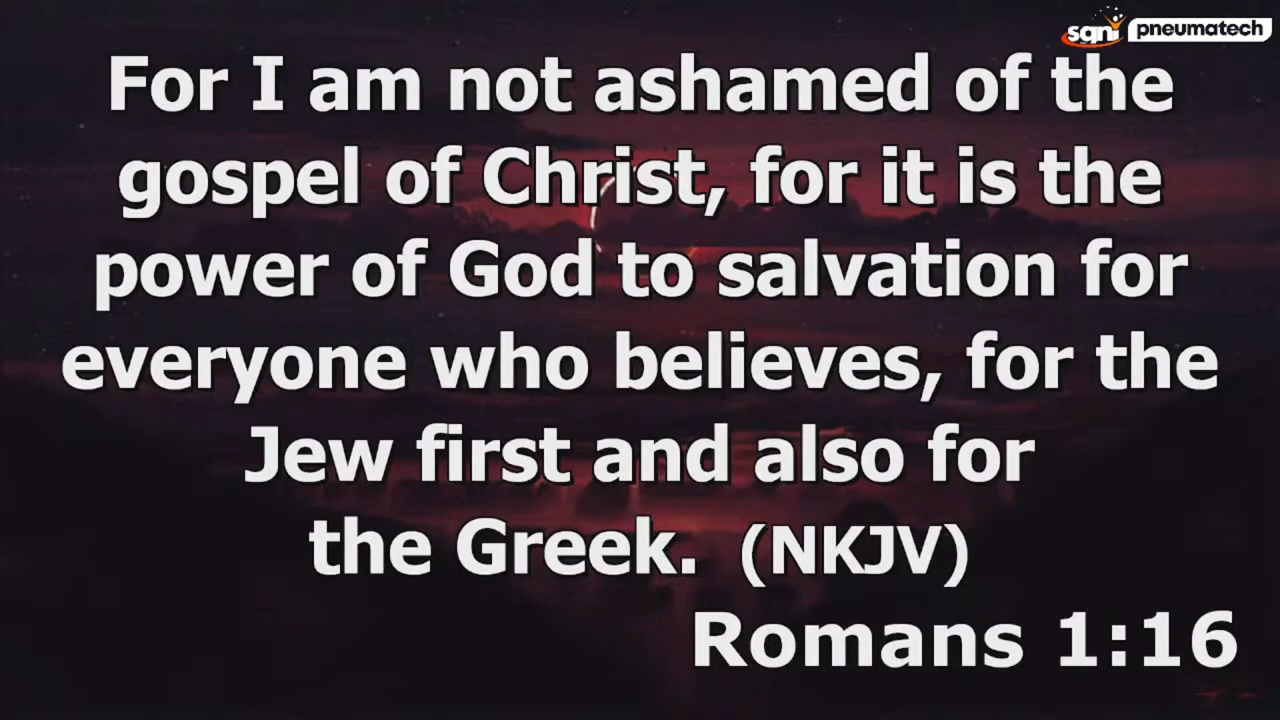 sqni pneumatech
For I am not ashamed of the
gospel of Christ, for it is the
power of God to salvation for
everyone who believes, for the
Jew first and also for
the Greek. (NKJV)
Romans 1:16